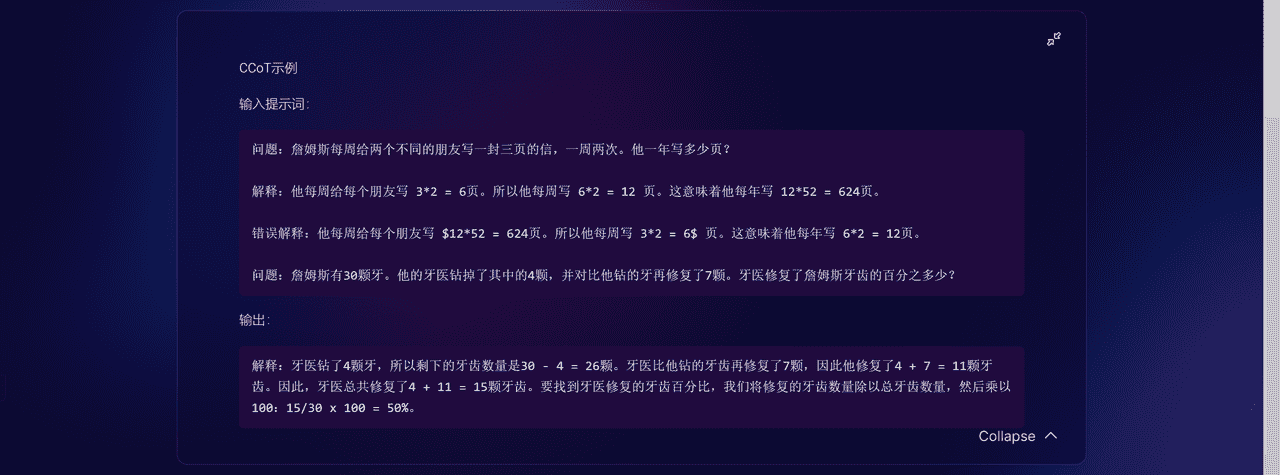 CCoT示例
输入提示词：
问题：詹姆斯每周给两个不同的朋友写一封三页的信，一周两次。他一年写多少页？
解释：他每周给每个朋友写 3*2 = 6页。所以他每周写 6*2 = 12 页。这意味着他每年写 12*52 = 624页。
错误解释：他每周给每个朋友写 $12*52 = 624页。所以他每周写 3*2 = 6$ 页。这意味着他每年写 6*2 = 12页。
问题：詹姆斯有30颗牙。他的牙医钻掉了其中的4颗，并对比他钻的牙再修复了7颗。牙医修复了詹姆斯牙齿的百分之多少？
输出：
解释：牙医钻了4颗牙，所以剩下的牙齿数量是30 - 4 = 26颗。牙医比他钻的牙齿再修复了7颗，因此他修复了4 + 7 = 11颗牙
齿。因此，牙医总共修复了4 + 11 = 15颗牙齿。要找到牙医修复的牙齿百分比，我们将修复的牙齿数量除以总牙齿数量，然后乘以
100：15/30 x 100 = 50%。
Collapse